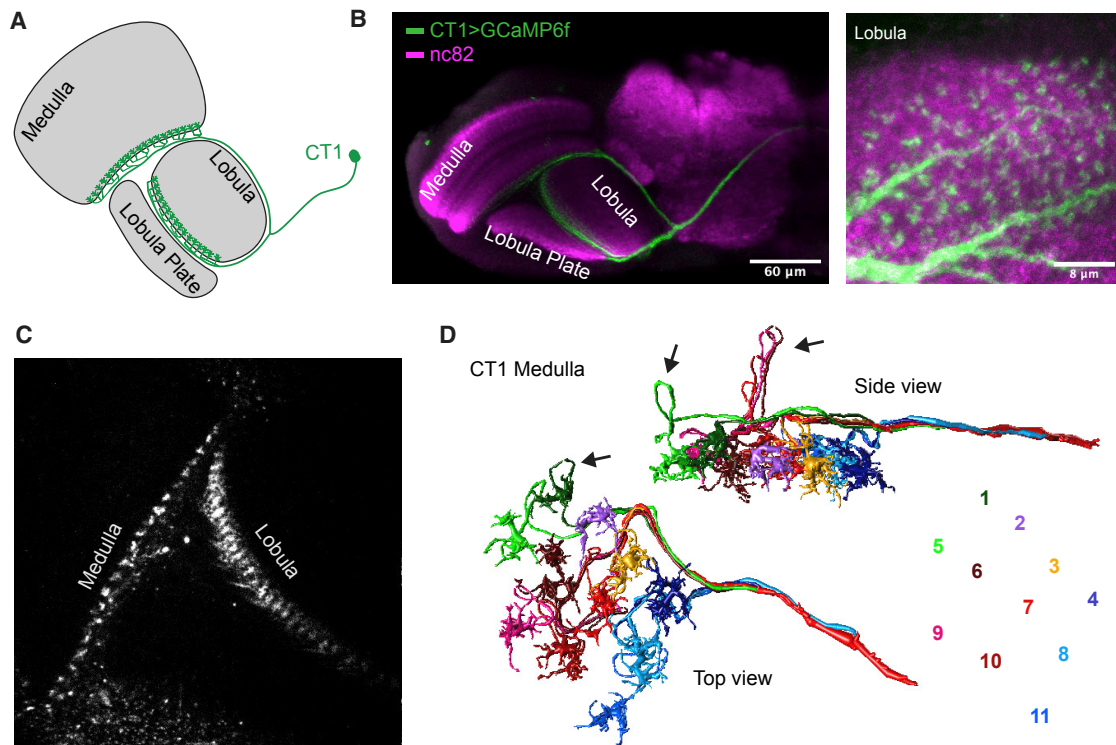 A
Medulla
Lobula
Lobula Plate
CT1
B
CT1>GCaMP6f
nc82
Medulla
Lobula
Lobula Plate
60 µm
Lobula
8 µm
C
Medulla
Lobula
D
CT1 Medulla
Side view
Top view
1
2
5
6
3
7
4
9
10
8
11